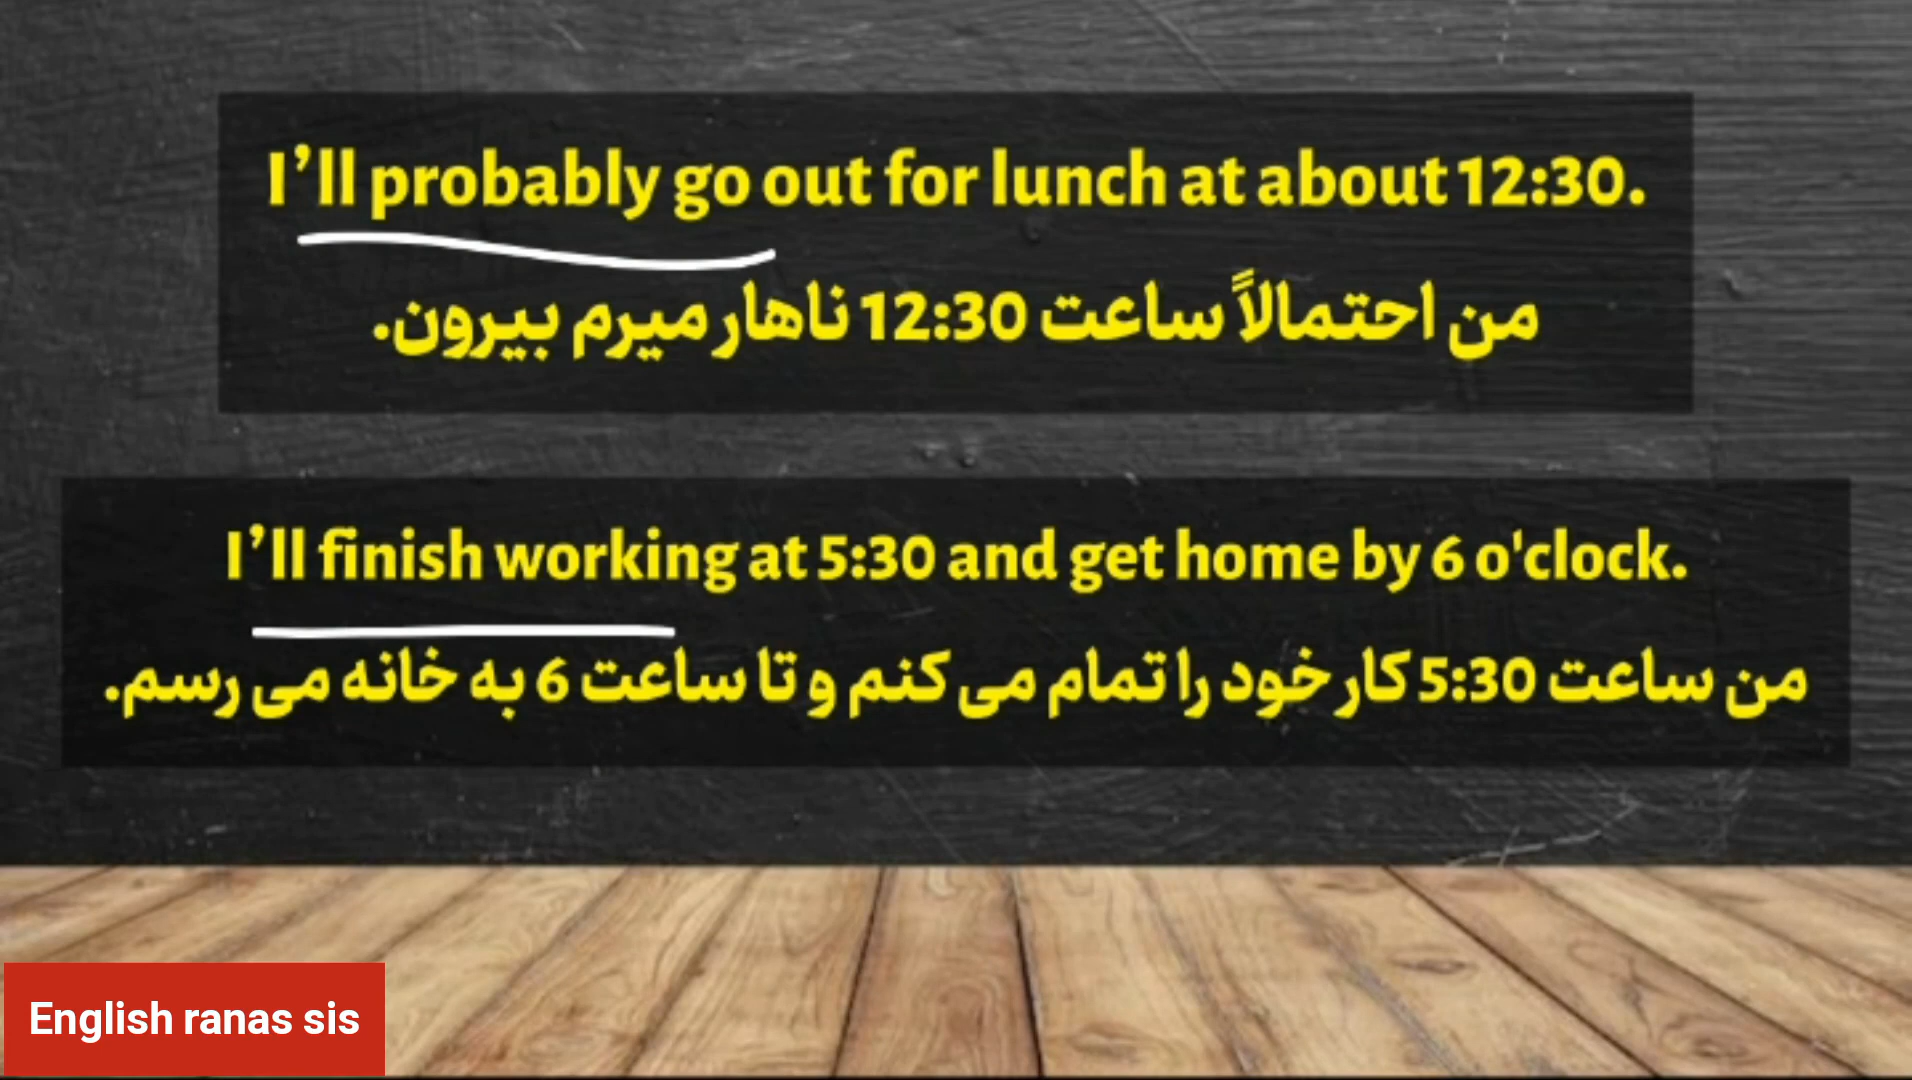 I’ll probably go out for lunch at about 12:30.
من احتمالاً ساعت 12:30 ناهار میرم بیرون.
I’ll finish working at 5:30 and get home by 6 o'clock.
من ساعت 5:30 کار خود را تمام می کنم و تا ساعت 6 به خانه می رسم.
English ranas sis